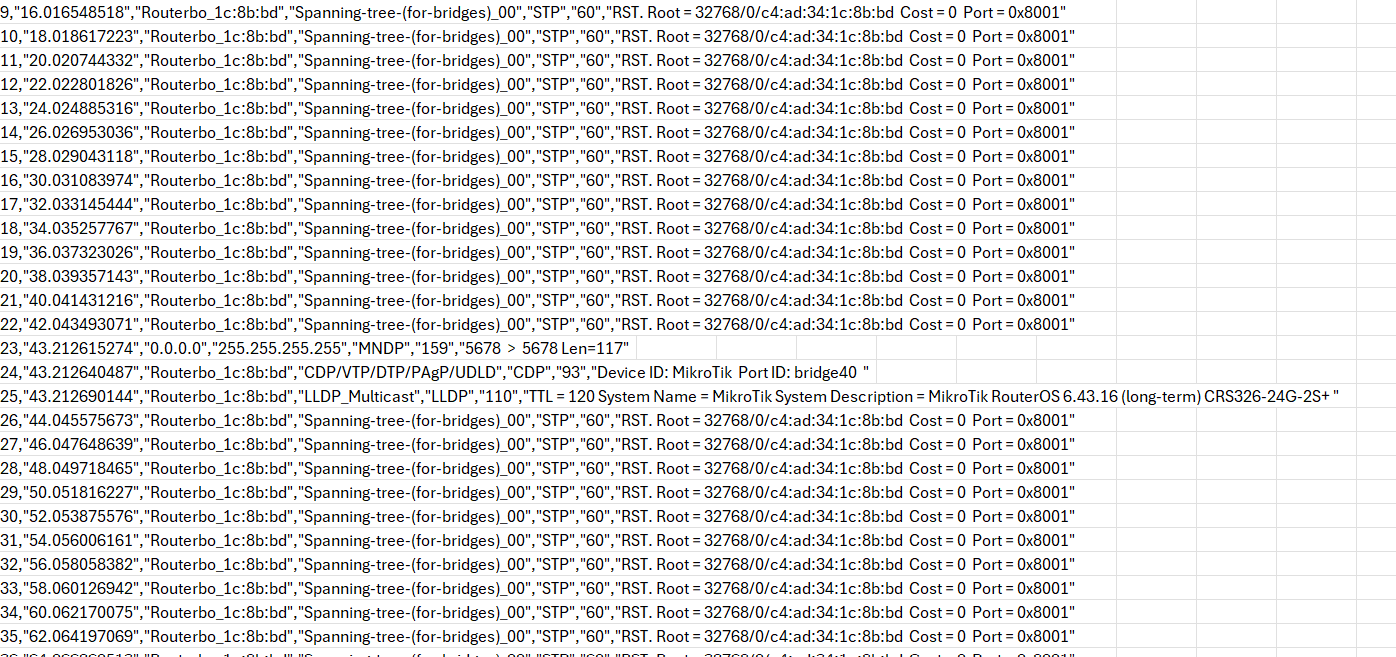 9,"16.016548518","Routerbo_1c:8b:bd","Spanning-tree-(for-bridges)_00","STP","60","RST. Root = 32768/0/c4:ad:34:1c:8b:bd  Cost = 0  Port = 0x8001"
10,"18.018617223","Routerbo_1c:8b:bd","Spanning-tree-(for-bridges)_00","STP","60","RST. Root = 32768/0/c4:ad:34:1c:8b:bd  Cost = 0  Port = 0x8001"
11,"20.020744332","Routerbo_1c:8b:bd","Spanning-tree-(for-bridges)_00","STP","60","RST. Root = 32768/0/c4:ad:34:1c:8b:bd  Cost = 0  Port = 0x8001"
12,"22.022801826","Routerbo_1c:8b:bd","Spanning-tree-(for-bridges)_00","STP","60","RST. Root = 32768/0/c4:ad:34:1c:8b:bd  Cost = 0  Port = 0x8001"
13,"24.024885316","Routerbo_1c:8b:bd","Spanning-tree-(for-bridges)_00","STP","60","RST. Root = 32768/0/c4:ad:34:1c:8b:bd  Cost = 0  Port = 0x8001"
14,"26.026953036","Routerbo_1c:8b:bd","Spanning-tree-(for-bridges)_00","STP","60","RST. Root = 32768/0/c4:ad:34:1c:8b:bd  Cost = 0  Port = 0x8001"
15,"28.029043118","Routerbo_1c:8b:bd","Spanning-tree-(for-bridges)_00","STP","60","RST. Root = 32768/0/c4:ad:34:1c:8b:bd  Cost = 0  Port = 0x8001"
16,"30.031083974","Routerbo_1c:8b:bd","Spanning-tree-(for-bridges)_00","STP","60","RST. Root = 32768/0/c4:ad:34:1c:8b:bd  Cost = 0  Port = 0x8001"
17,"32.033145444","Routerbo_1c:8b:bd","Spanning-tree-(for-bridges)_00","STP","60","RST. Root = 32768/0/c4:ad:34:1c:8b:bd  Cost = 0  Port = 0x8001"
18,"34.035257767","Routerbo_1c:8b:bd","Spanning-tree-(for-bridges)_00","STP","60","RST. Root = 32768/0/c4:ad:34:1c:8b:bd  Cost = 0  Port = 0x8001"
19,"36.037323026","Routerbo_1c:8b:bd","Spanning-tree-(for-bridges)_00","STP","60","RST. Root = 32768/0/c4:ad:34:1c:8b:bd  Cost = 0  Port = 0x8001"
20,"38.039357143","Routerbo_1c:8b:bd","Spanning-tree-(for-bridges)_00","STP","60","RST. Root = 32768/0/c4:ad:34:1c:8b:bd  Cost = 0  Port = 0x8001"
21,"40.041431216","Routerbo_1c:8b:bd","Spanning-tree-(for-bridges)_00","STP","60","RST. Root = 32768/0/c4:ad:34:1c:8b:bd  Cost = 0  Port = 0x8001"
22,"42.043493071","Routerbo_1c:8b:bd","Spanning-tree-(for-bridges)_00","STP","60","RST. Root = 32768/0/c4:ad:34:1c:8b:bd  Cost = 0  Port = 0x8001"
23,"43.212615274","0.0.0.0","255.255.255.255","MNDP","159","5678  >  5678 Len=117"
24,"43.212640487","Routerbo_1c:8b:bd","CDP/VTP/DTP/PAgP/UDLD","CDP","93","Device ID: MikroTik  Port ID: bridge40  "
25,"43.212690144","Routerbo_1c:8b:bd","LLDP_Multicast","LLDP","110","TTL = 120 System Name = MikroTik System Description = MikroTik RouterOS 6.43.16 (long-term) CRS326-24G-2S+ "
26,"44.045575673","Routerbo_1c:8b:bd","Spanning-tree-(for-bridges)_00","STP","60","RST. Root = 32768/0/c4:ad:34:1c:8b:bd  Cost = 0  Port = 0x8001"
27,"46.047648639","Routerbo_1c:8b:bd","Spanning-tree-(for-bridges)_00","STP","60","RST. Root = 32768/0/c4:ad:34:1c:8b:bd  Cost = 0  Port = 0x8001"
28,"48.049718465","Routerbo_1c:8b:bd","Spanning-tree-(for-bridges)_00","STP","60","RST. Root = 32768/0/c4:ad:34:1c:8b:bd  Cost = 0  Port = 0x8001"
29,"50.051816227","Routerbo_1c:8b:bd","Spanning-tree-(for-bridges)_00","STP","60","RST. Root = 32768/0/c4:ad:34:1c:8b:bd  Cost = 0  Port = 0x8001"
30,"52.053875576","Routerbo_1c:8b:bd","Spanning-tree-(for-bridges)_00","STP","60","RST. Root = 32768/0/c4:ad:34:1c:8b:bd  Cost = 0  Port = 0x8001"
31,"54.056006161","Routerbo_1c:8b:bd","Spanning-tree-(for-bridges)_00","STP","60","RST. Root = 32768/0/c4:ad:34:1c:8b:bd  Cost = 0  Port = 0x8001"
32,"56.058058382","Routerbo_1c:8b:bd","Spanning-tree-(for-bridges)_00","STP","60","RST. Root = 32768/0/c4:ad:34:1c:8b:bd  Cost = 0  Port = 0x8001"
33,"58.060126942","Routerbo_1c:8b:bd","Spanning-tree-(for-bridges)_00","STP","60","RST. Root = 32768/0/c4:ad:34:1c:8b:bd  Cost = 0  Port = 0x8001"
34,"60.062170075","Routerbo_1c:8b:bd","Spanning-tree-(for-bridges)_00","STP","60","RST. Root = 32768/0/c4:ad:34:1c:8b:bd  Cost = 0  Port = 0x8001"
35,"62.064197069","Routerbo_1c:8b:bd","Spanning-tree-(for-bridges)_00","STP","60","RST. Root = 32768/0/c4:ad:34:1c:8b:bd  Cost = 0  Port = 0x8001"